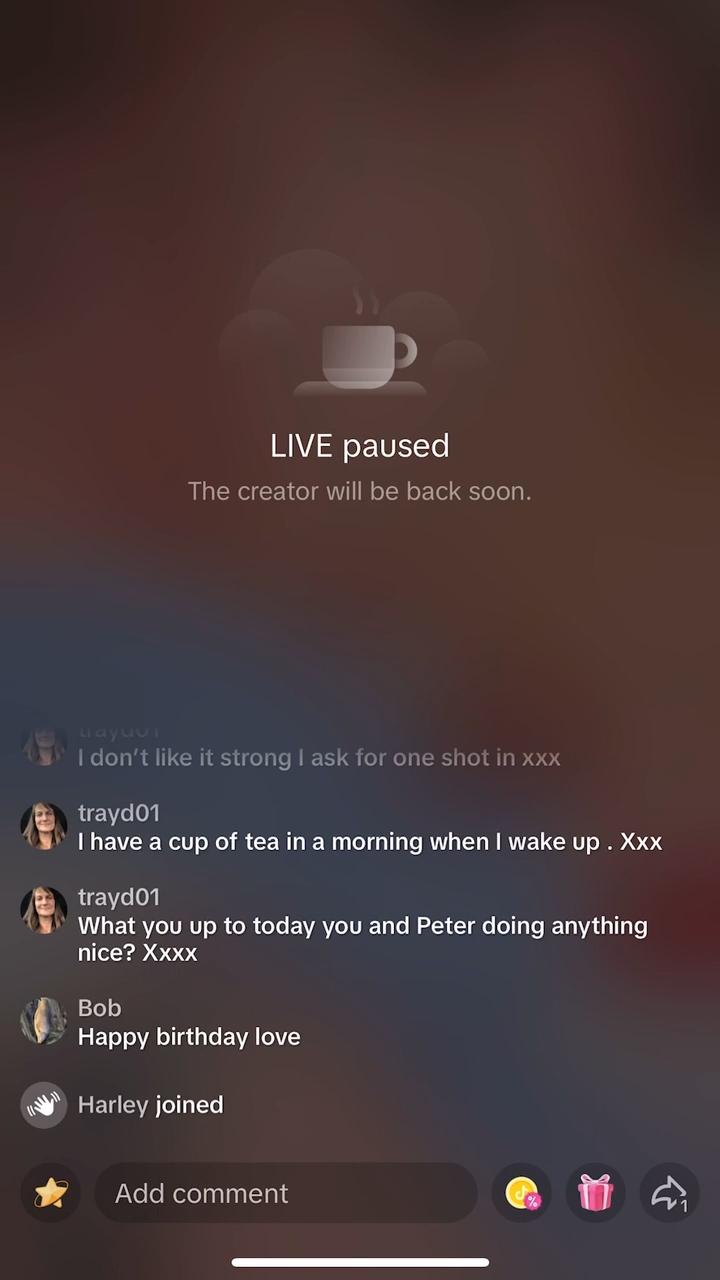 LIVE paused
The creator will be back soon.
trayd01
I don't like it strong I ask for one shot in xxx
trayd01
I have a cup of tea in a morning when I wake up . Xxx
trayd01
What you up to today you and Peter doing anything
nice? Xxxx
Bob
Happy birthday love
Harley joined
Add comment
%
1